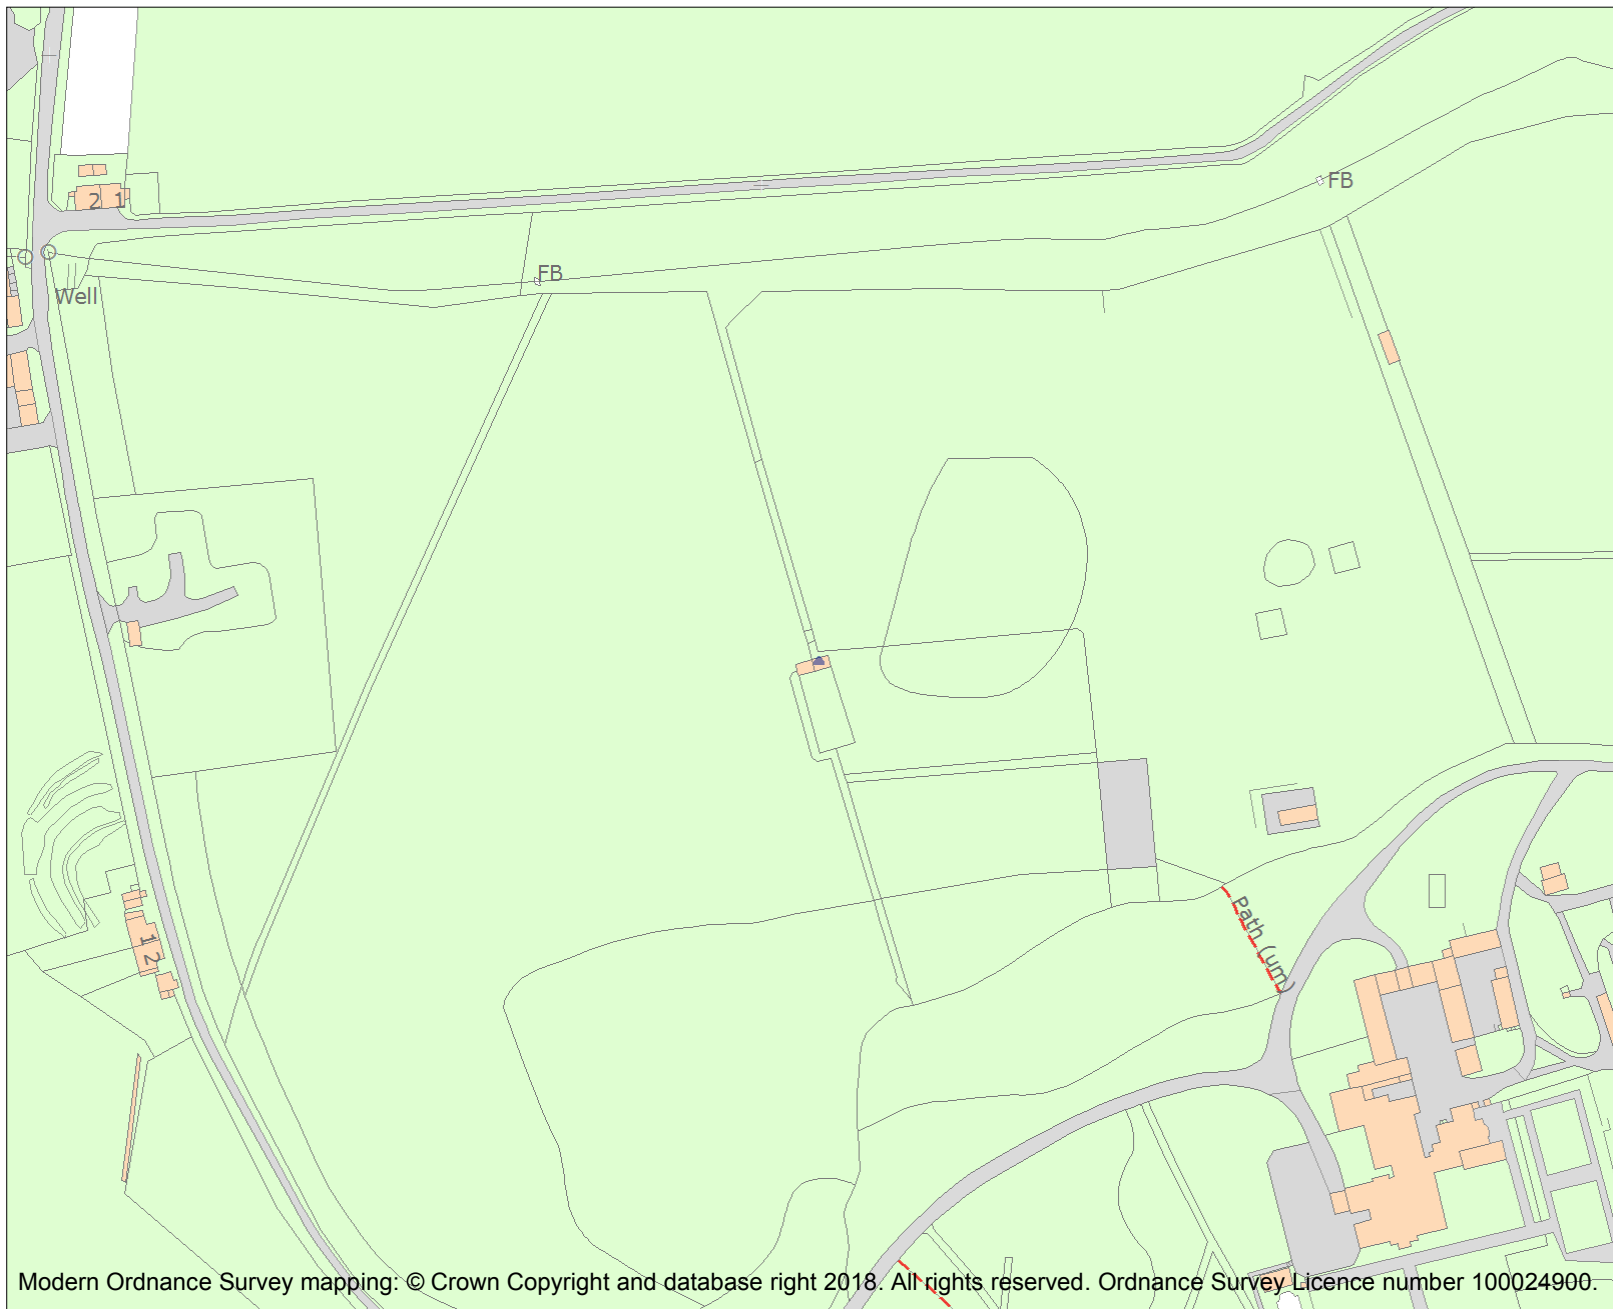 FB
2 1
FB
Well
Path (um)
1 2
Modern Ordnance Survey mapping: © Crown Copyright and database right 2018. All rights reserved. Ordnance Survey Licence number 100024900.